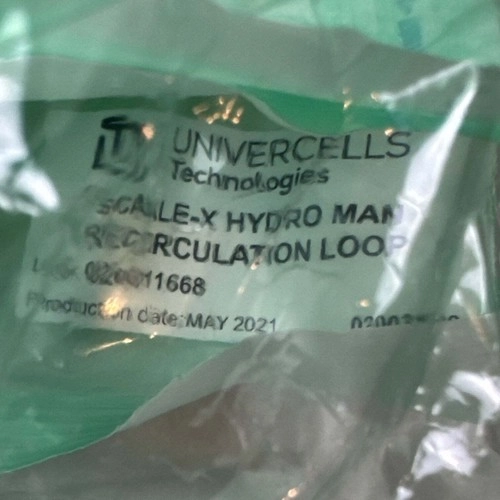 UNIVERCELLS
Technologies
SCALE-X HYDRO MAN
RECIRCULATION LOOP
Production date: MAY 2021